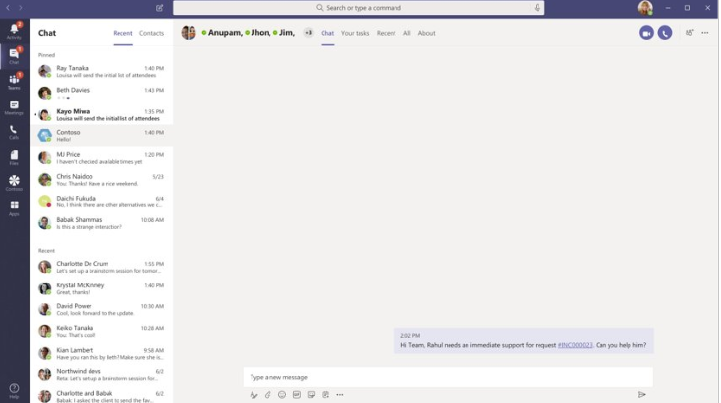 Search or type a command
Activity
Chat
Teams
Meetings
Calls
Files
Contoso
Apps
Help
Chat
Recent
Contacts
Pinned
Ray Tanaka 1:40 PM
Louisa will send the initial list of attendees
Beth Davies 1:43 PM
Kayo Miwa 1:35 PM
Louisa will send the initial list of attendees
Contoso 1:40 PM
Hello!
MJ Price 1:20 PM
I haven't checked available times yet
Chris Naidoo 5/23
You: Thanks! Have a nice weekend.
Daichi Fukuda 6/4
No, I think there are other alternatives we c...
Babak Shammas 10:08 AM
Is this a strange interaction?
Recent
Charlotte De Crum 1:55 PM
Let's set up a brainstorm session for tomor...
Krystal McKinney 1:40 PM
Great, thanks!
David Power 10:30 AM
Cool, look forward to the update.
Keiko Tanaka 10:28 AM
You: That's cool!
Kian Lambert 9:58 AM
Have you ran this by Beth? Make sure she is...
Northwind devs 6/2
Reta: Let's set up a brainstorm session for...
Charlotte and Babak 6/2
Babak: I asked the client to send the fav...
Anupam, Jhon, Jim, +3
Chat Your tasks Recent All About
2:02 PM
Hi Team, Rahul needs as immediate support for request #INC000023. Can you help him?
Type a new message